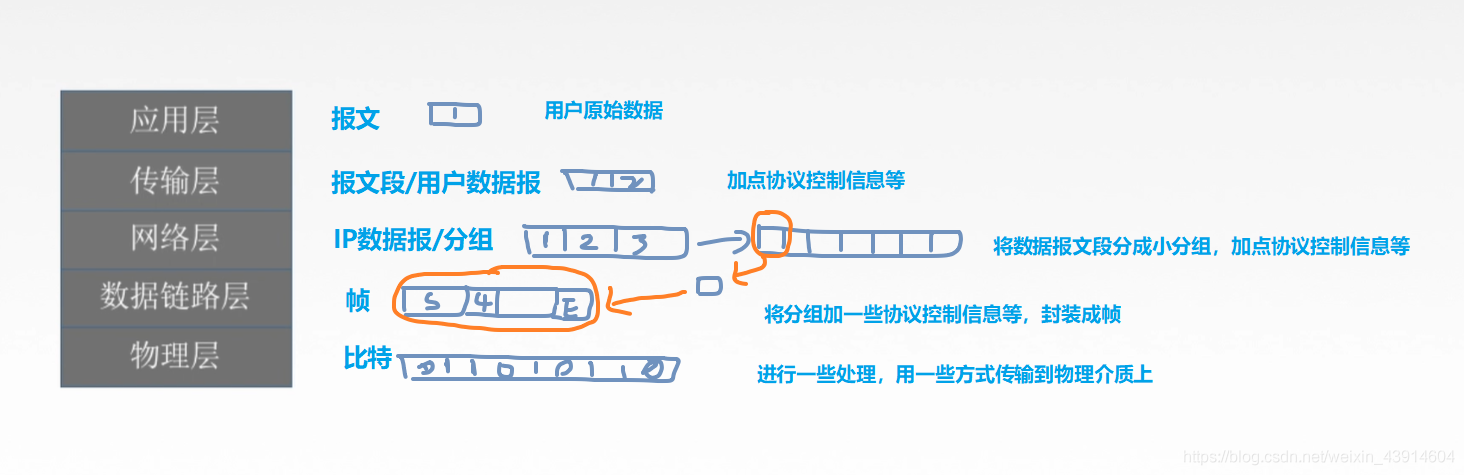 应用层 报文 1 用户原始数据
传输层 报文段/用户数据报 1 2 加点协议控制信息等
网络层 IP数据报/分组 1 2 3 将数据报文段分成小分组，加点协议控制信息等
数据链路层 帧 S 4 E 将分组加一些协议控制信息等，封装成帧
物理层 比特 0 1 1 0 1 0 1 1 0 进行一些处理，用一些方式传输到物理介质上
https://blog.csdn.net/weixin_43914604